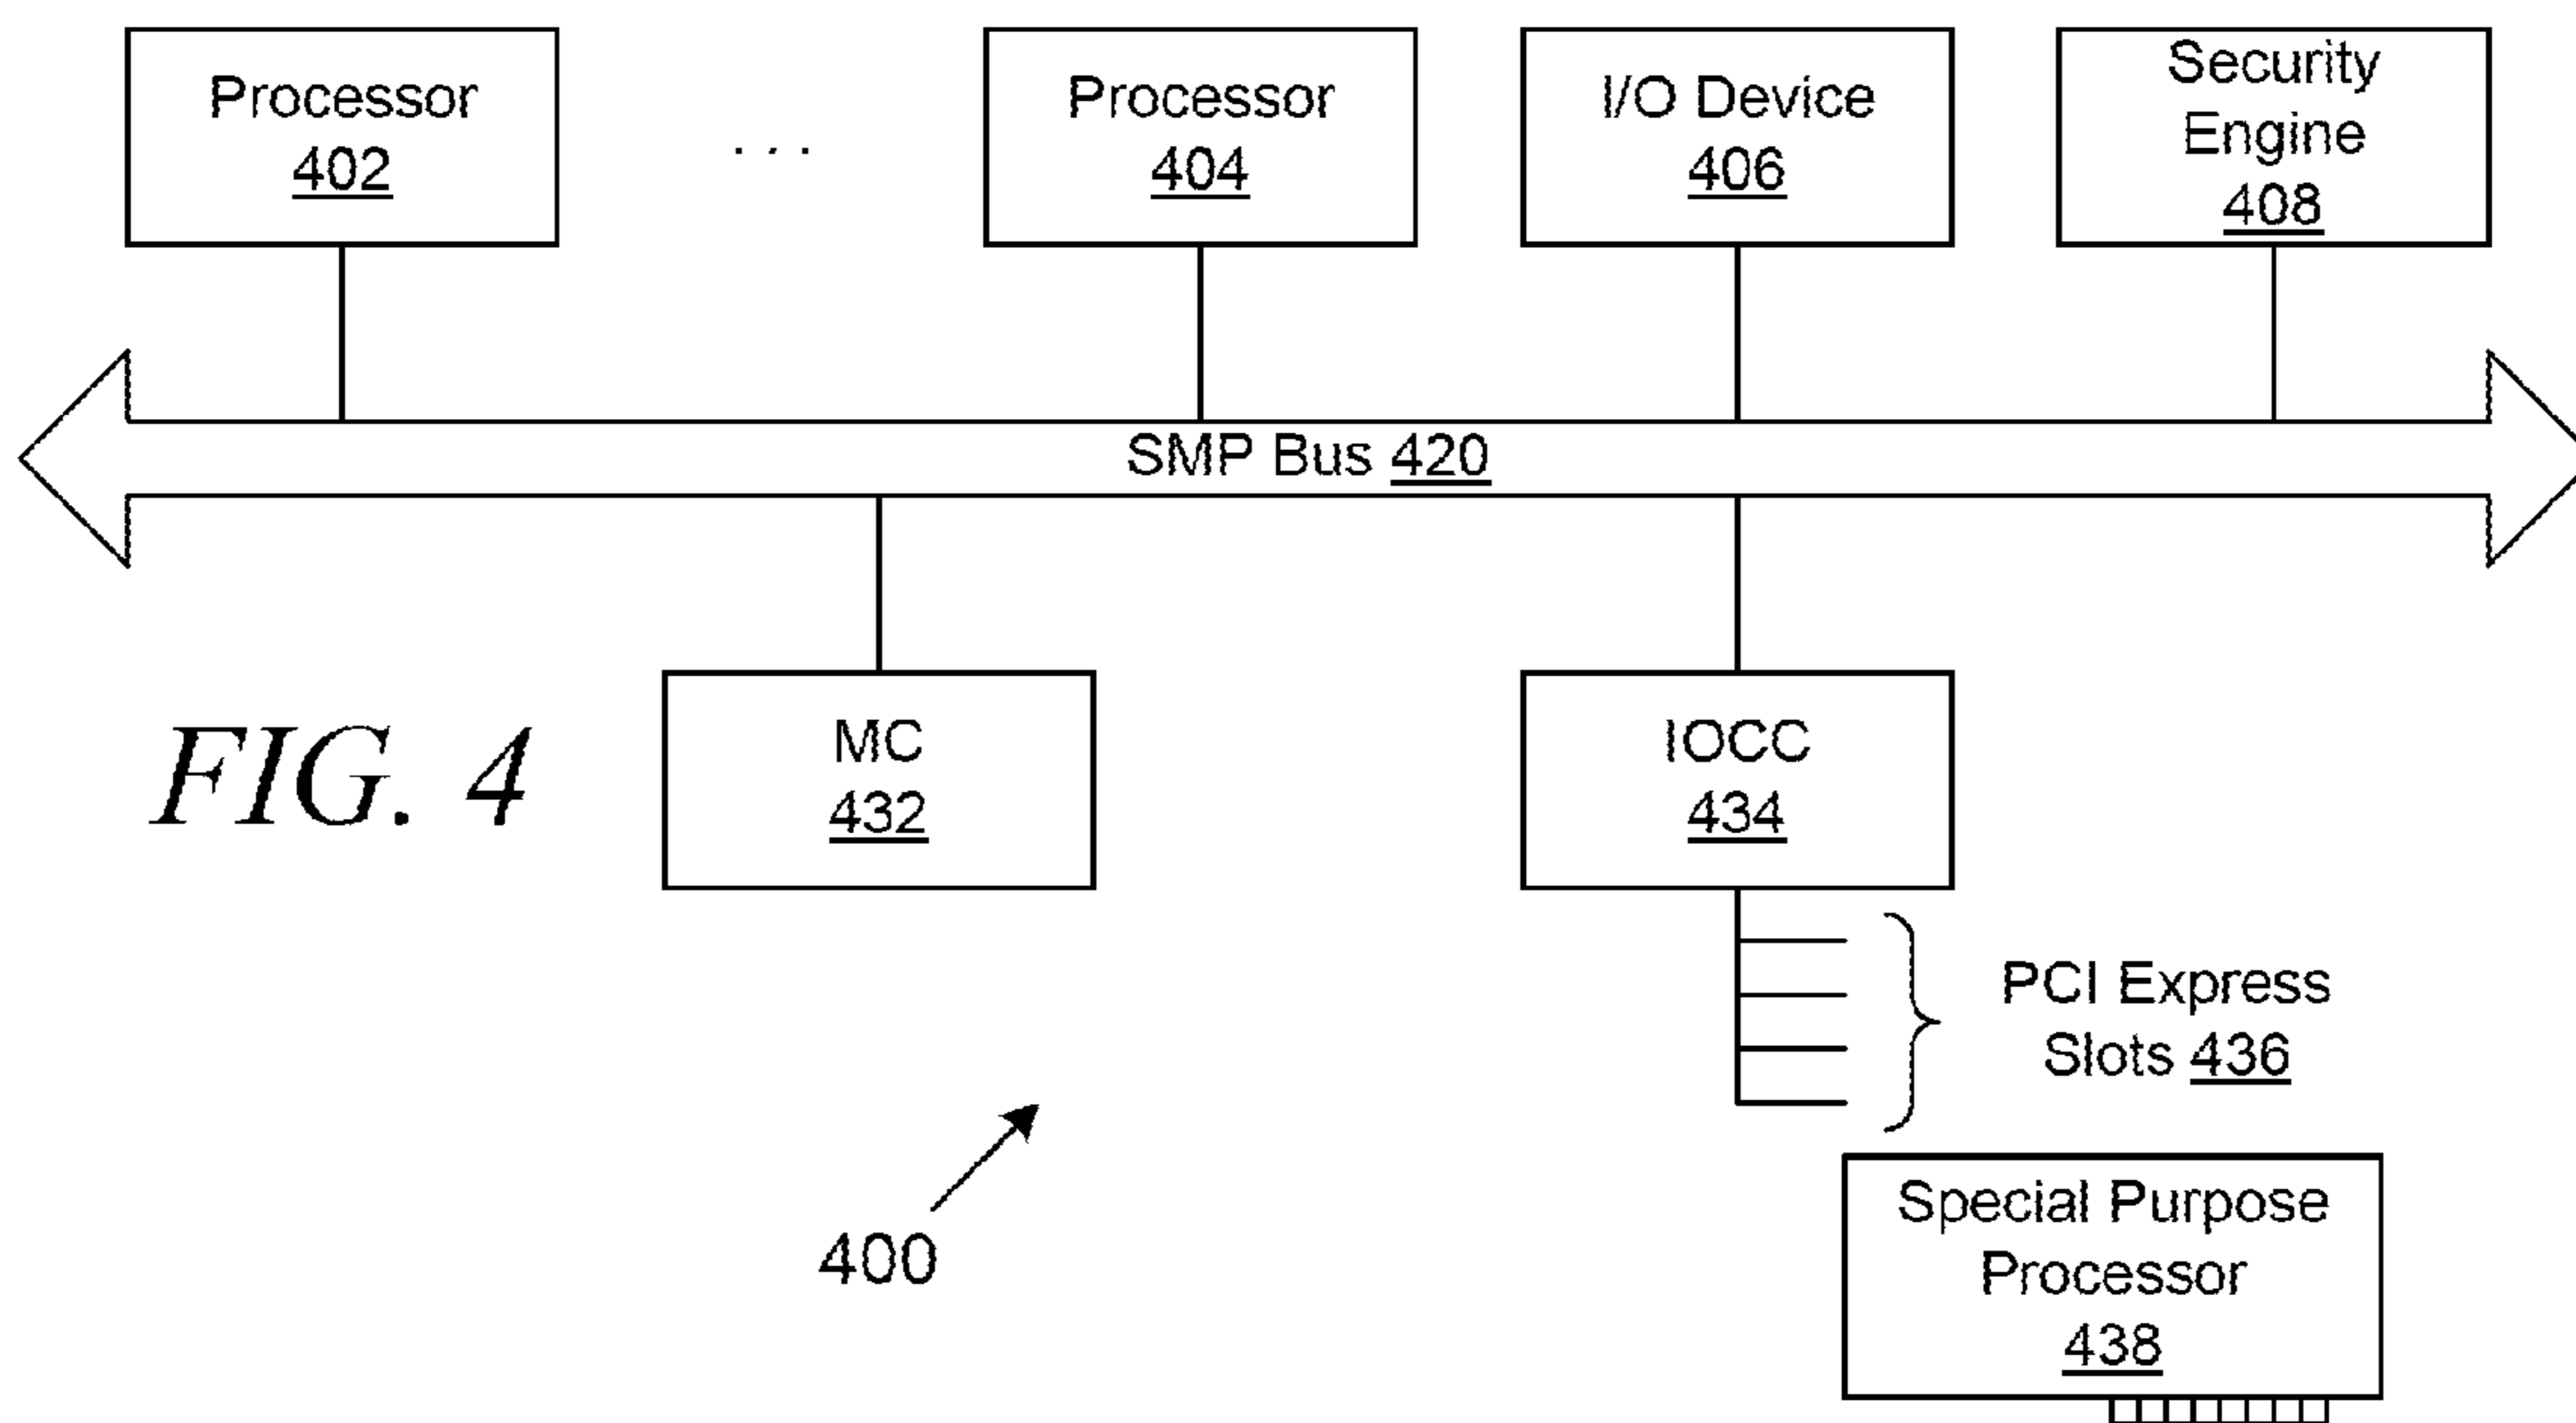 Processor
402
. . .
Processor
404
I/O Device
406
Security
Engine
408
SMP Bus 420
FIG. 4
MC
432
IOCC
434
PCI Express
Slots 436
400
Special Purpose
Processor
438